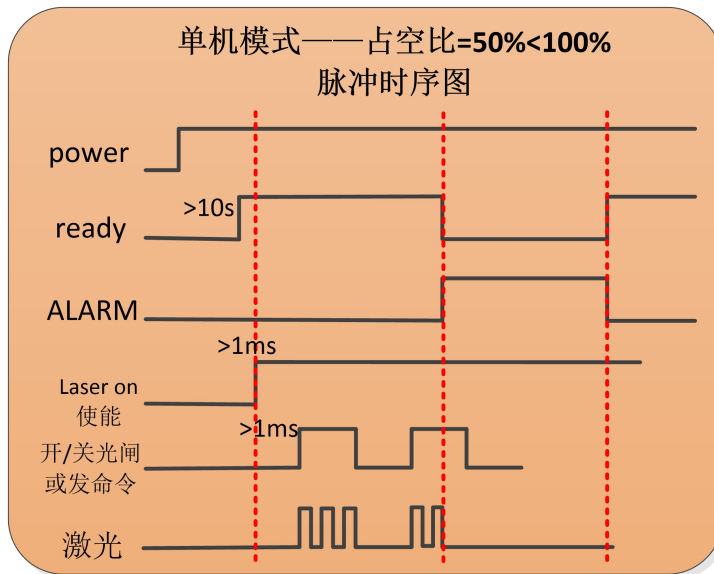 单机模式——占空比=50%<100%
脉冲时序图
power
>10s
ready
ALARM
>1ms
Laser on
使能
>1ms
开/关光闸
或发命令
激光